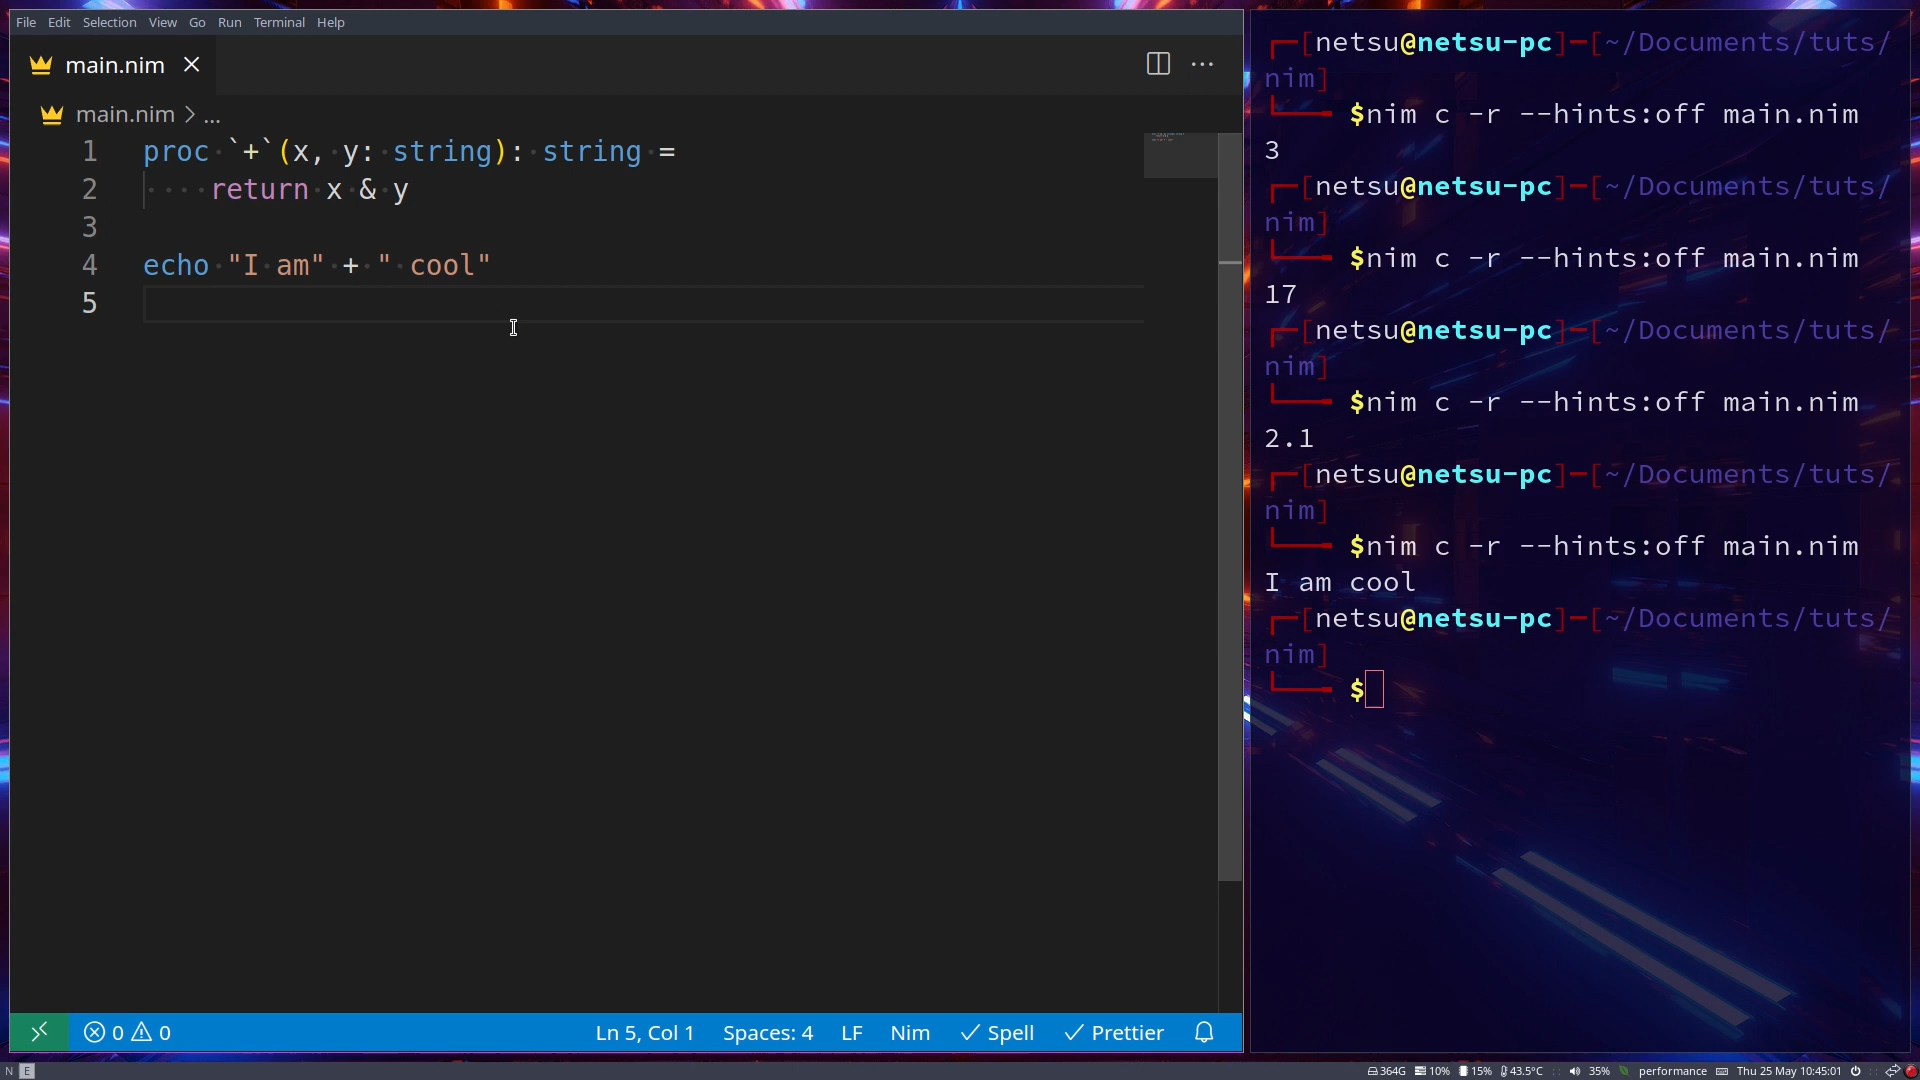 File Edit Selection View Go Run Terminal Help
main.nim
main.nim > ...
1 proc `+`(x, y: string): string =
2     return x & y
3
4 echo "I am" + " cool"
5
0 0 Ln 5, Col 1 Spaces: 4 LF Nim Spell Prettier
[netsu@netsu-pc]─[~/Documents/tuts/
nim]
$nim c -r --hints:off main.nim
3
[netsu@netsu-pc]─[~/Documents/tuts/
nim]
$nim c -r --hints:off main.nim
17
[netsu@netsu-pc]─[~/Documents/tuts/
nim]
$nim c -r --hints:off main.nim
2.1
[netsu@netsu-pc]─[~/Documents/tuts/
nim]
$nim c -r --hints:off main.nim
I am cool
[netsu@netsu-pc]─[~/Documents/tuts/
nim]
$
N E 364G 10% 15% 43.5°C 35% performance Thu 25 May 10:45:01